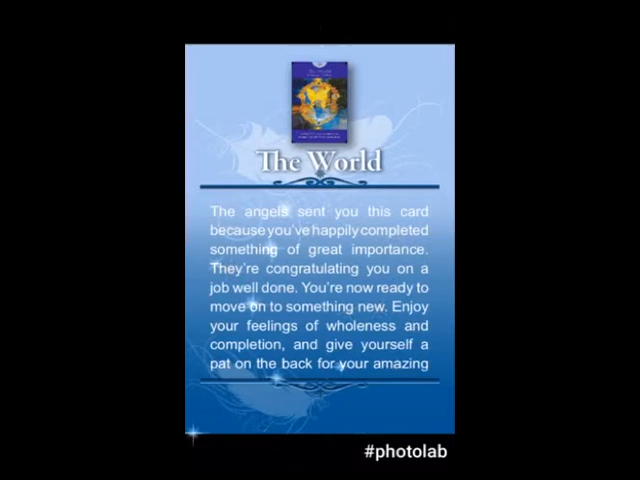 The World
The angels sent you this card
because you've happily completed
something of great importance.
They're congratulating you on a
job well done. You're now ready to
move on to something new. Enjoy
your feelings of wholeness and
completion, and give yourself a
pat on the back for your amazing
#photolab